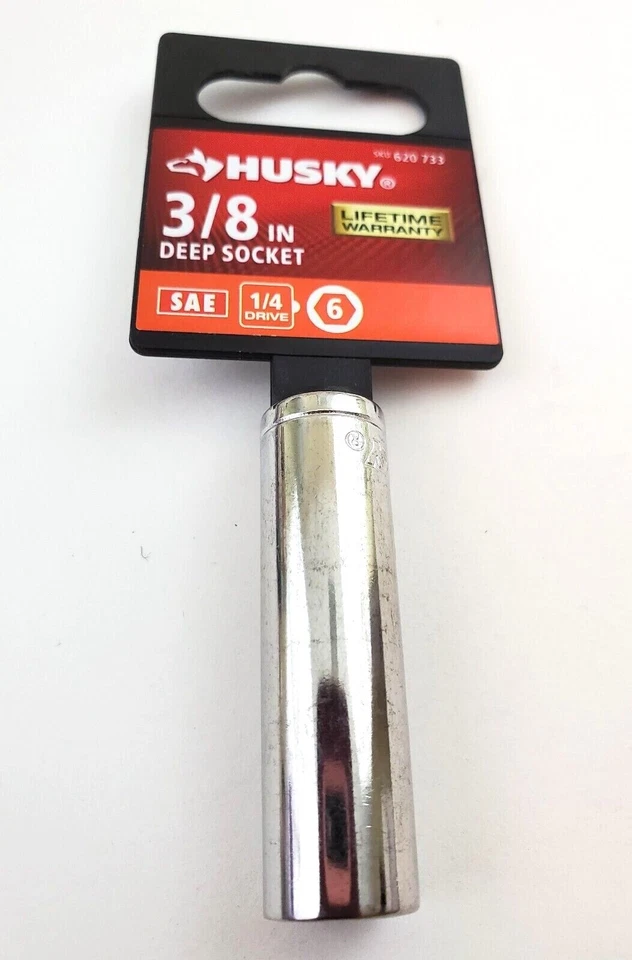 SKU 620 733
HUSKY®
3/8 IN
DEEP SOCKET
LIFETIME
WARRANTY
SAE
1/4
DRIVE
6